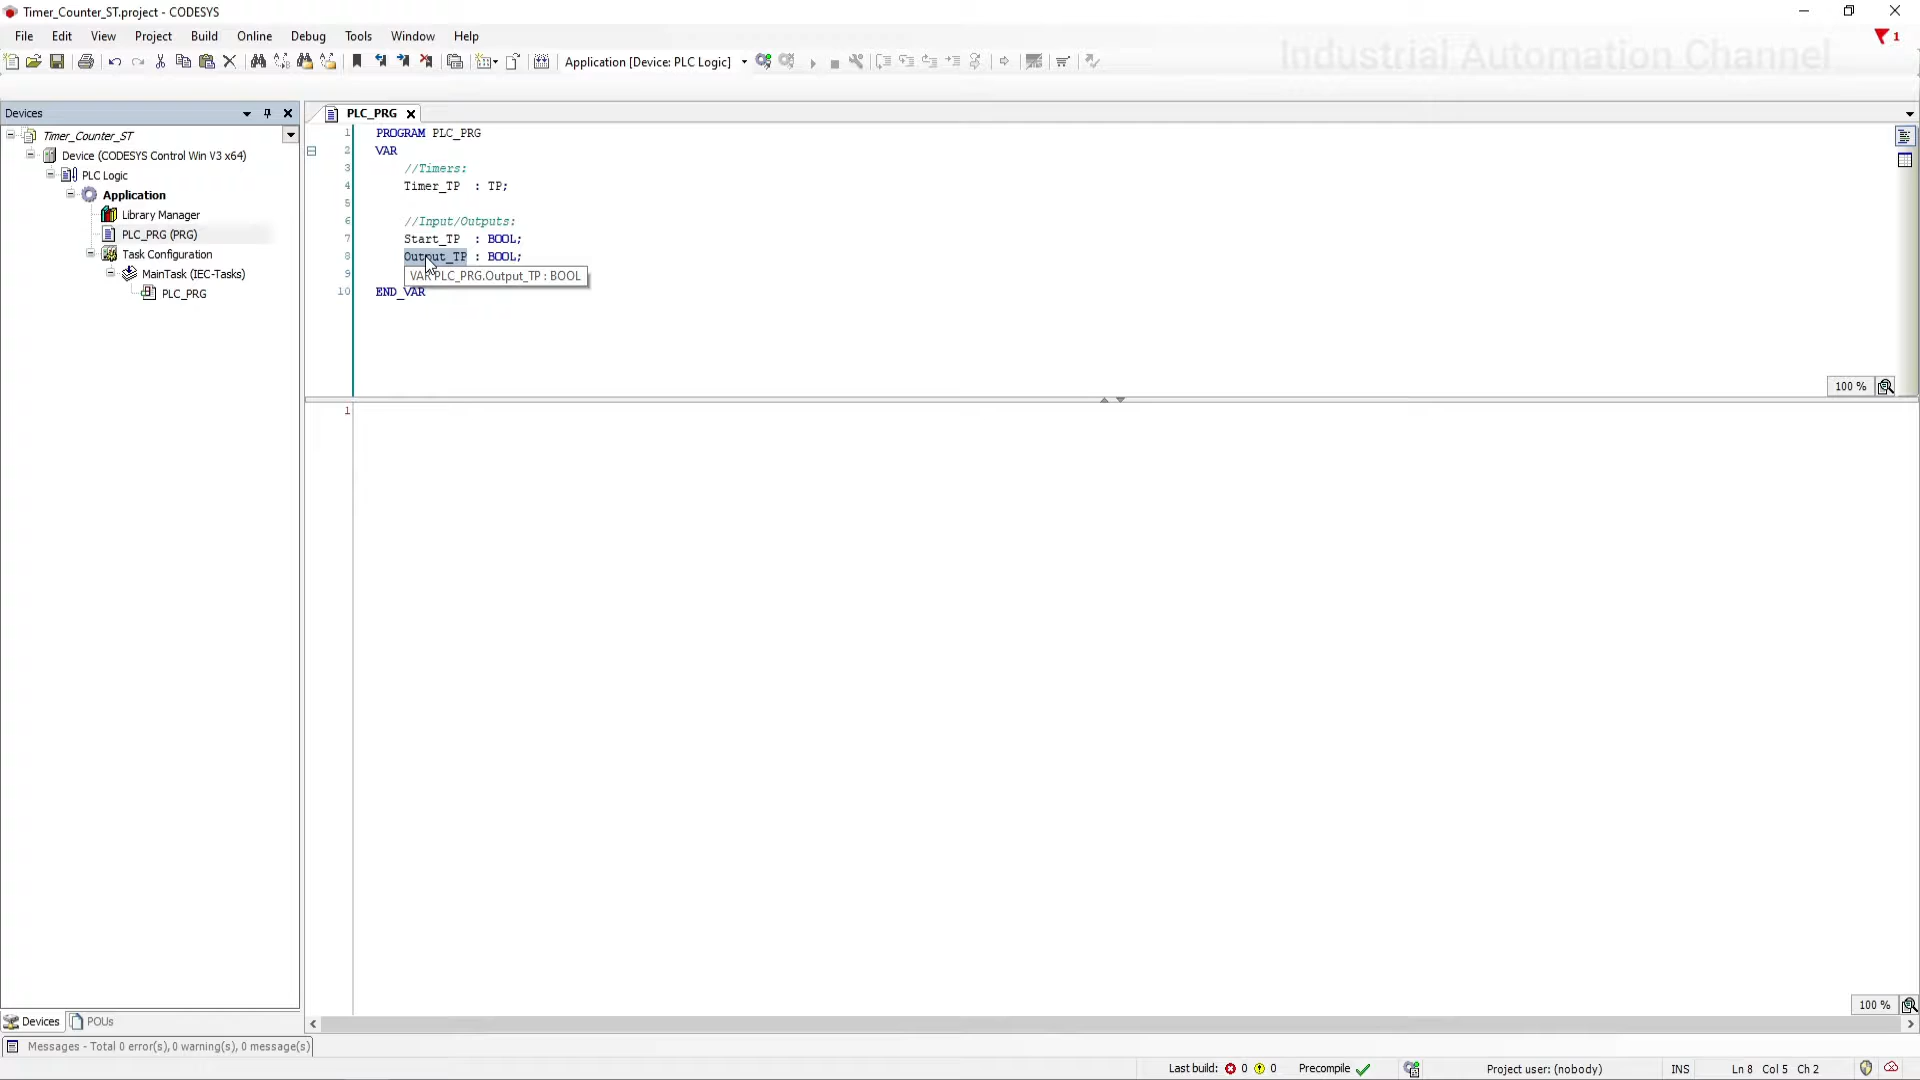 Timer_Counter_ST.project - CODESYS
File Edit View Project Build Online Debug Tools Window Help
1
Application [Device: PLC Logic]
Industrial Automation Channel
Devices
Timer_Counter_ST
Device (CODESYS Control Win V3 x64)
PLC Logic
Application
Library Manager
PLC_PRG (PRG)
Task Configuration
MainTask (IEC-Tasks)
PLC_PRG
PLC_PRG
1 PROGRAM PLC_PRG
2 VAR
3 //Timers:
4 Timer_TP : TP;
5
6 //Input/Outputs:
7 Start_TP : BOOL;
8 Output_TP : BOOL;
9 VAR PLC_PRG.Output_TP : BOOL
10 END_VAR
100 %
1
100 %
Devices POUs
Messages - Total 0 error(s), 0 warning(s), 0 message(s)
Last build: 0 0 Precompile Project user: (nobody) INS Ln 8 Col 5 Ch 2